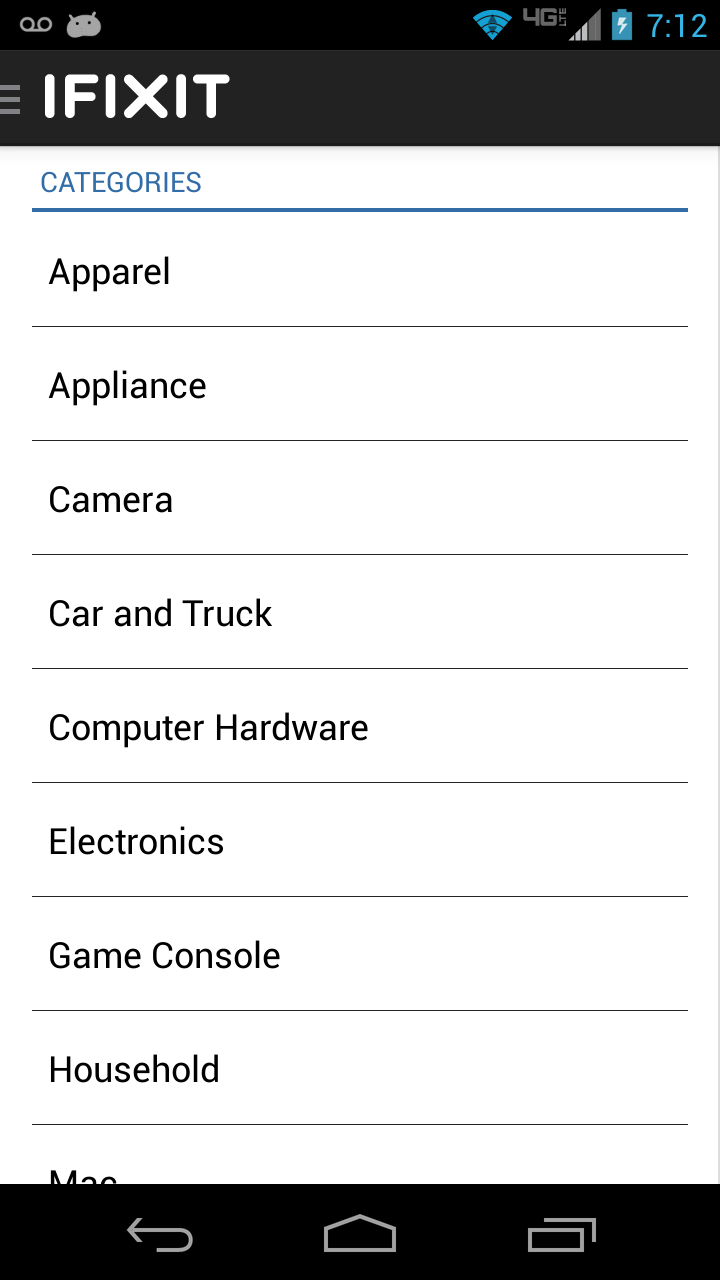 4G LTE 7:12
IFIXIT
CATEGORIES
Apparel
Appliance
Camera
Car and Truck
Computer Hardware
Electronics
Game Console
Household
Mac